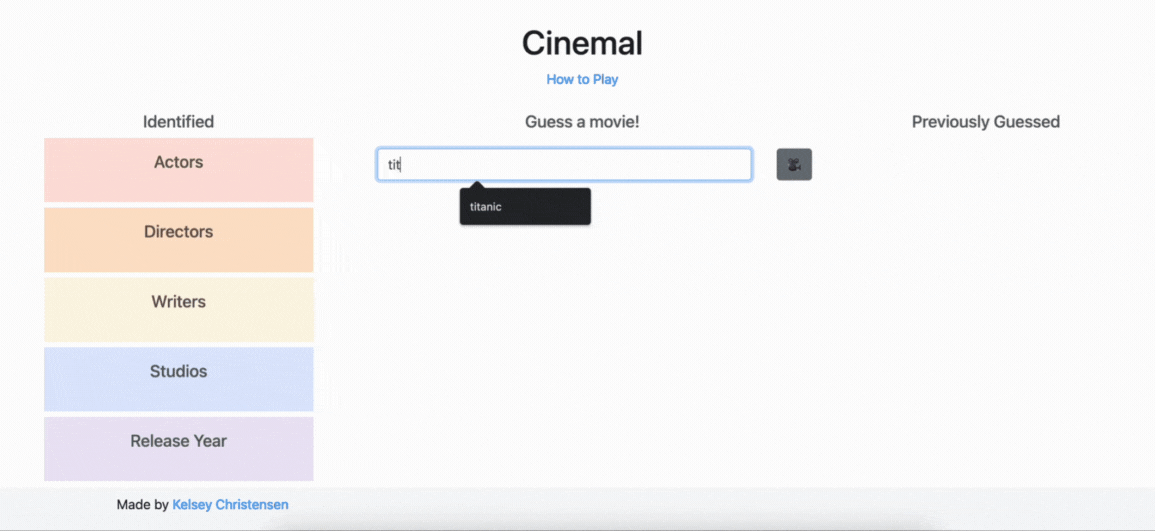 Cinemal
How to Play
Identified
Actors
Directors
Writers
Studios
Release Year
Guess a movie!
tit
titanic
Previously Guessed
Made by Kelsey Christensen